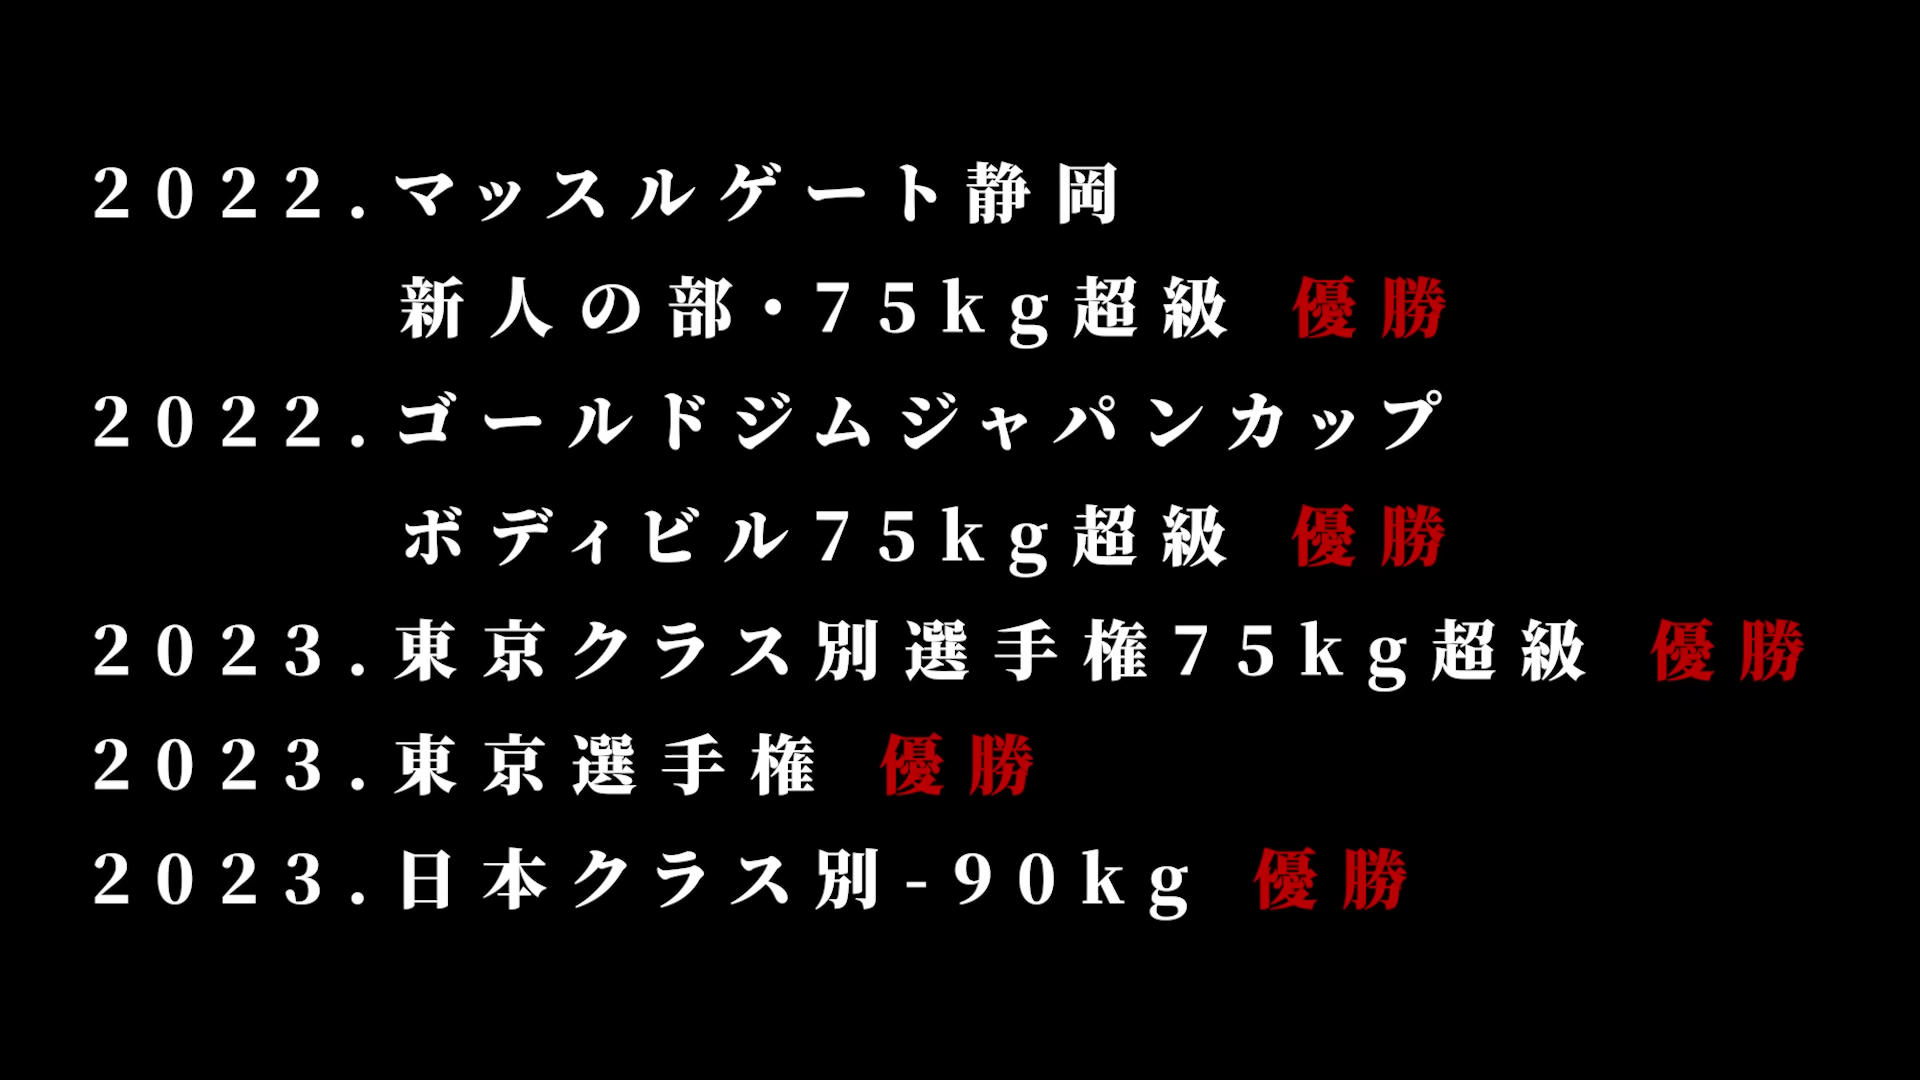 2022.マッスルゲート静岡
新人の部・75kg超級 優勝
2022.ゴールドジムジャパンカップ
ボディビル75kg超級 優勝
2023.東京クラス別選手権75kg超級 優勝
2023.東京選手権 優勝
2023.日本クラス別-90kg 優勝